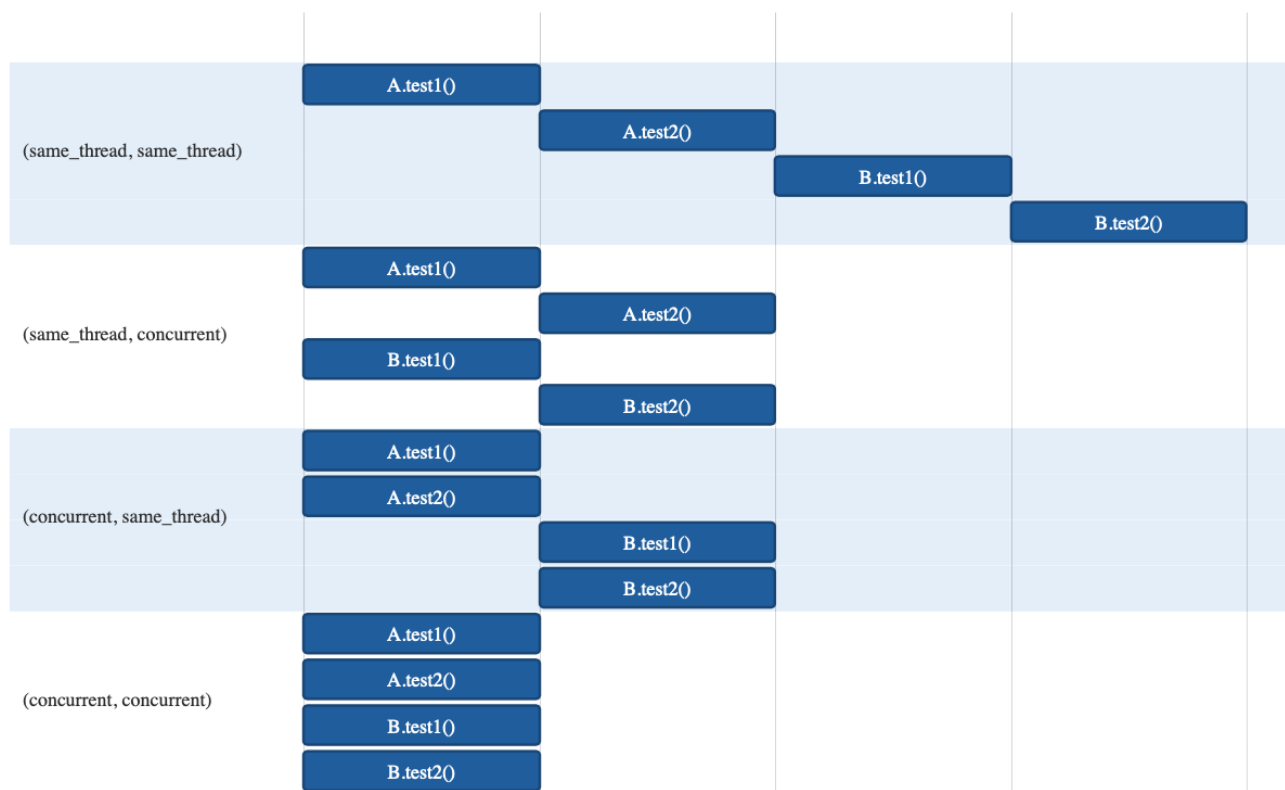 A.test1()
A.test2()
(same_thread, same_thread)
B.test1()
B.test2()
A.test1()
A.test2()
(same_thread, concurrent)
B.test1()
B.test2()
A.test1()
A.test2()
(concurrent, same_thread)
B.test1()
B.test2()
A.test1()
A.test2()
(concurrent, concurrent)
B.test1()
B.test2()